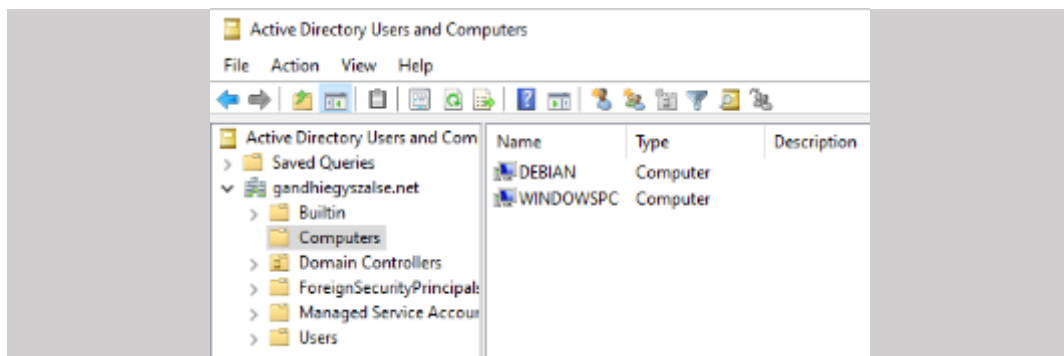 Active Directory Users and Computers
File Action View Help
Active Directory Users and Com
Saved Queries
gandhiegyszalse.net
Builtin
Computers
Domain Controllers
ForeignSecurityPrincipals
Managed Service Accour
Users
Name Type Description
DEBIAN Computer
WINDOWSPC Computer